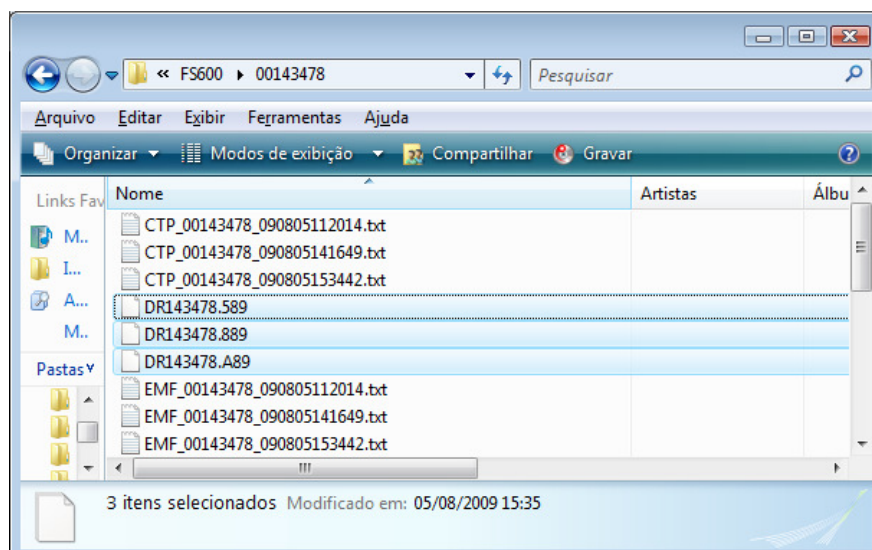 « FS600 ▸ 00143478
Pesquisar
Arquivo Editar Exibir Ferramentas Ajuda
Organizar Modos de exibição Compartilhar Gravar
Links Fav
Nome Artistas Álbu
CTP_00143478_090805112014.txt
M..
CTP_00143478_090805141649.txt
I...
CTP_00143478_090805153442.txt
A...
DR143478.589
M..
DR143478.889
Pastas
DR143478.A89
EMF_00143478_090805112014.txt
EMF_00143478_090805141649.txt
EMF_00143478_090805153442.txt
3 itens selecionados Modificado em: 05/08/2009 15:35